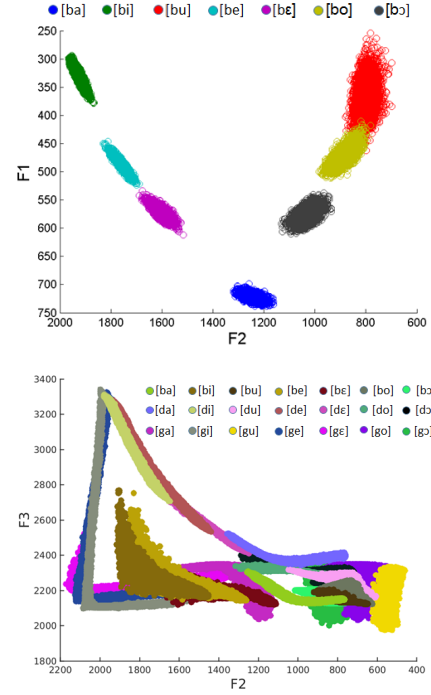 [ba] [bi] [bu] [be] [bɛ] [bo] [bɔ]
250
300
350
400
450
500
550
600
650
700
750
F1
2000 1800 1600 1400 1200 1000 800 600
F2
3400
3200
3000
2800
2600
2400
2200
2000
1800
F3
[ba] [bi] [bu] [be] [bɛ] [bo] [bɔ
[da] [di] [du] [de] [dɛ] [do] [dɔ
[ga] [gi] [gu] [ge] [gɛ] [go] [gɔ
2200 2000 1800 1600 1400 1200 1000 800 600 400
F2